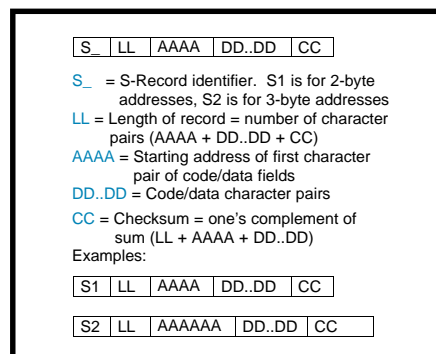 S_ LL AAAA DD..DD CC
S_ = S-Record identifier. S1 is for 2-byte
addresses, S2 is for 3-byte addresses
LL = Length of record = number of character
pairs (AAAA + DD..DD + CC)
AAAA = Starting address of first character
pair of code/data fields
DD..DD = Code/data character pairs
CC = Checksum = one's complement of
sum (LL + AAAA + DD..DD)
Examples:
S1 LL AAAA DD..DD CC
S2 LL AAAAAA DD..DD CC